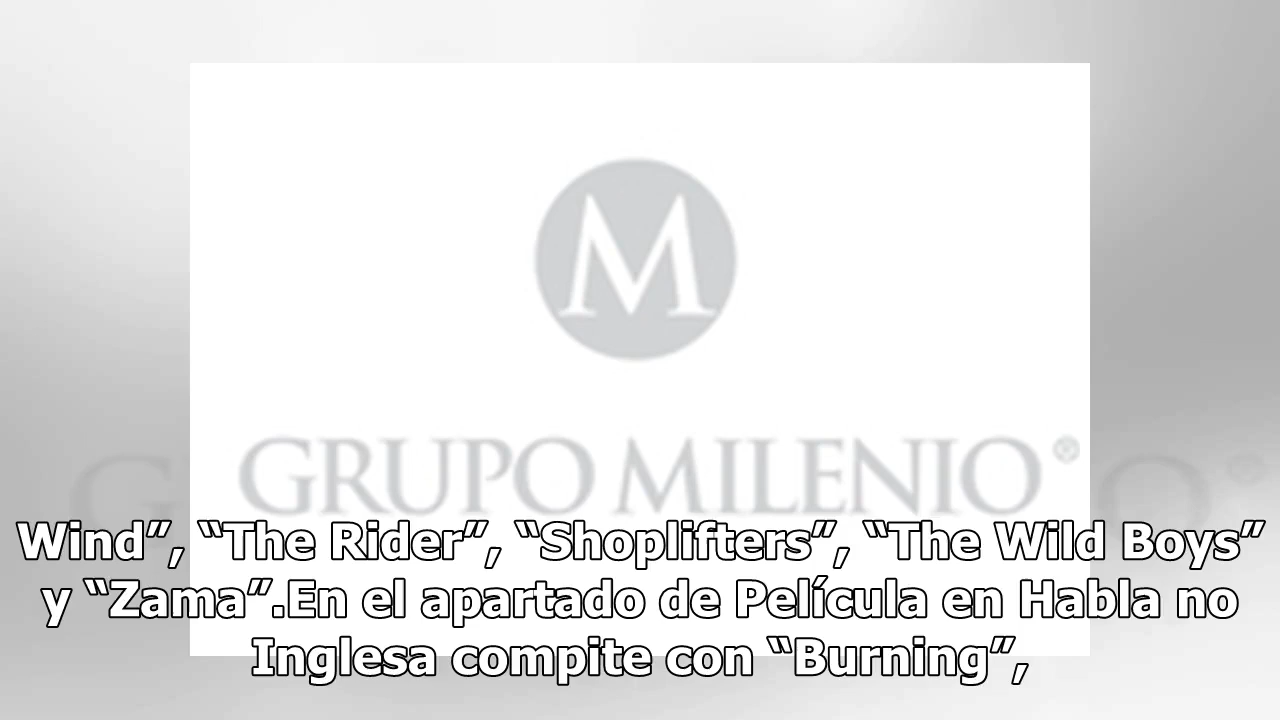 M
GRUPO MILENIO®
Wind”, “The Rider”, “Shoplifters”, “The Wild Boys”
y “Zama”.En el apartado de Película en Habla no
Inglesa compite con “Burning”,